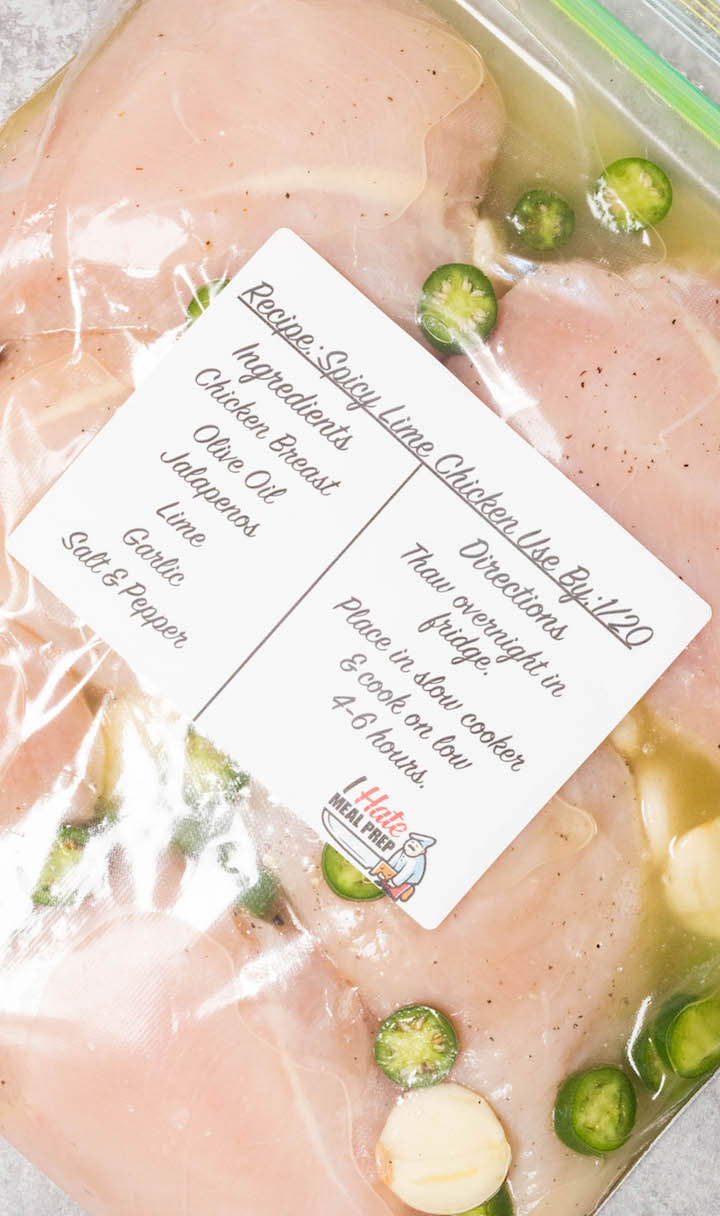 Recipe: Spicy Lime Chicken Use By: 1/20
Ingredients
Chicken Breast
Olive Oil
Jalapenos
Lime
Garlic
Salt & Pepper
Directions
Thaw overnight in
fridge.
Place in slow cooker
& cook on low
4-6 hours.
I Hate
MEAL PREP